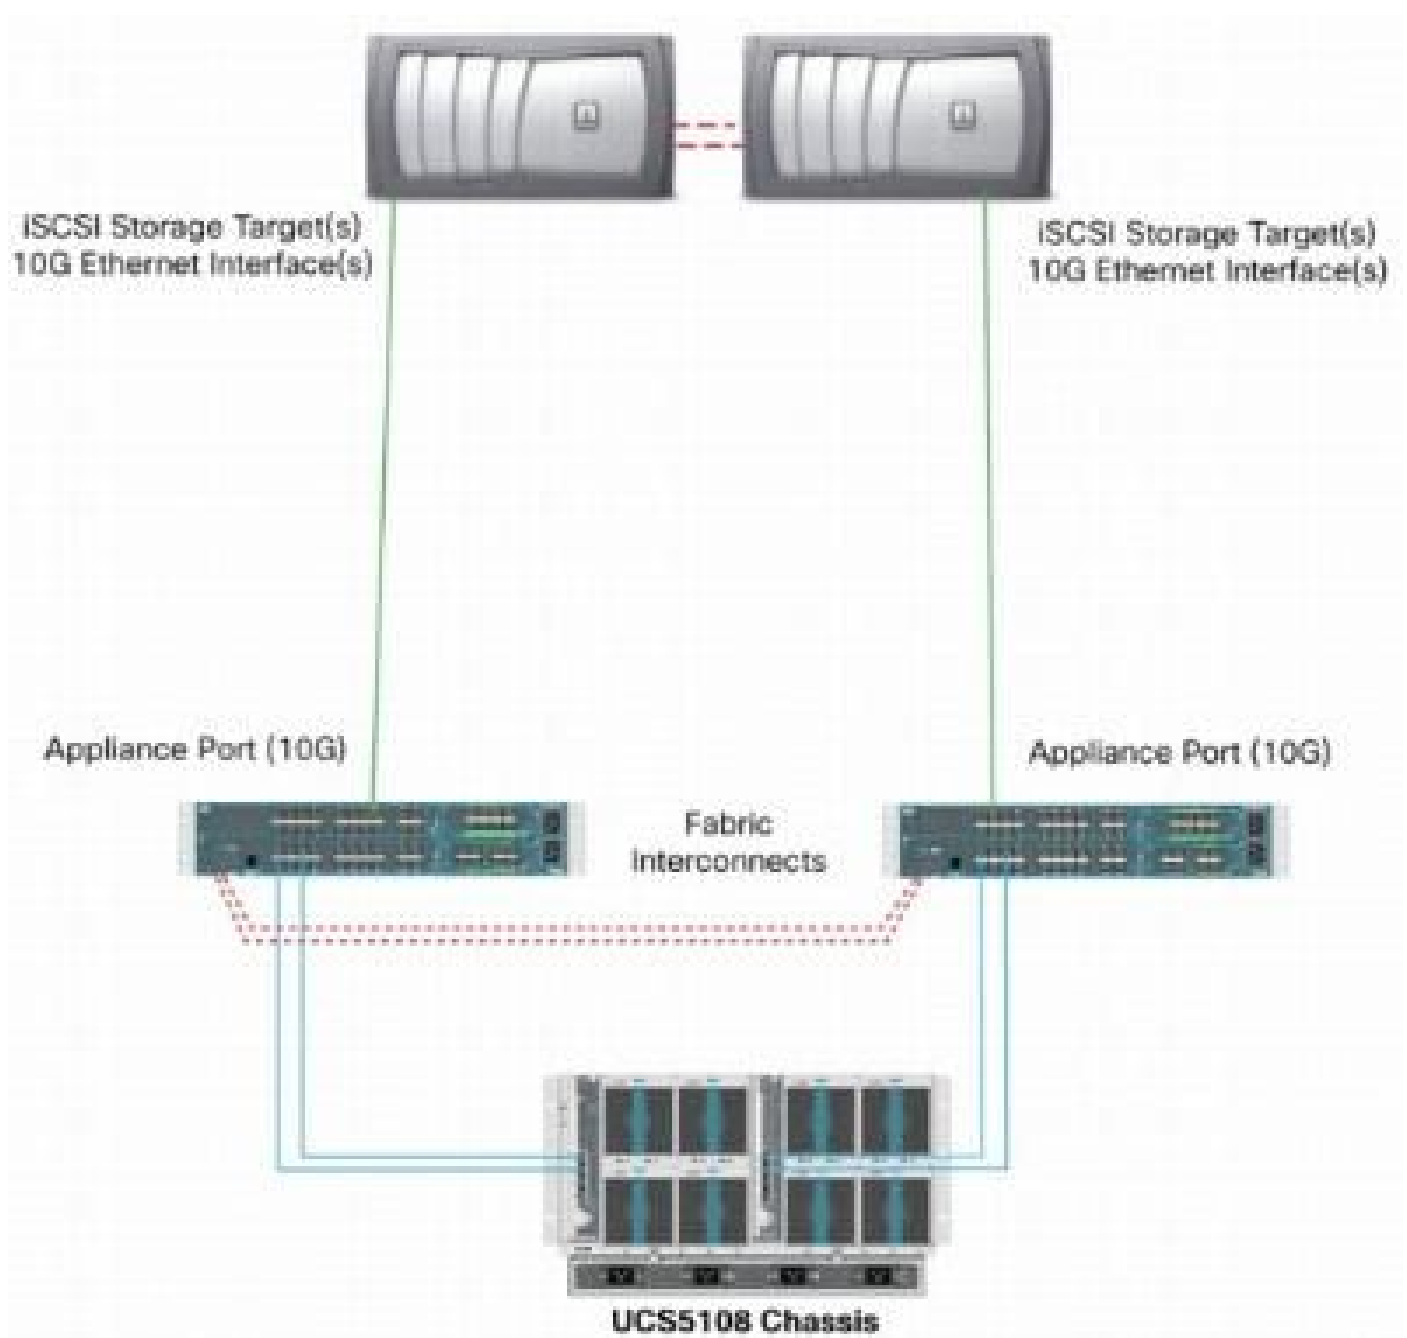 iSCSI Storage Target(s)
10G Ethernet Interface(s)
iSCSI Storage Target(s)
10G Ethernet Interface(s)
Appliance Port (10G)
Appliance Port (10G)
Fabric
Interconnects
UCS5108 Chassis